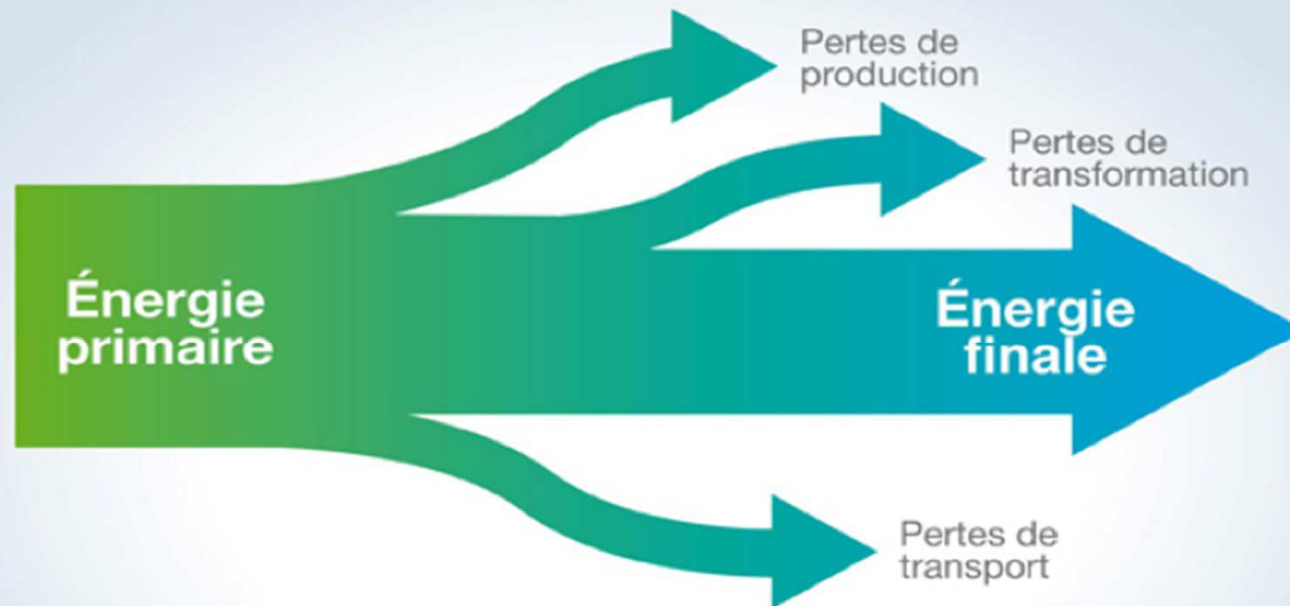 Pertes de
production
Pertes de
transformation
Énergie
primaire
Énergie
finale
Pertes de
transport